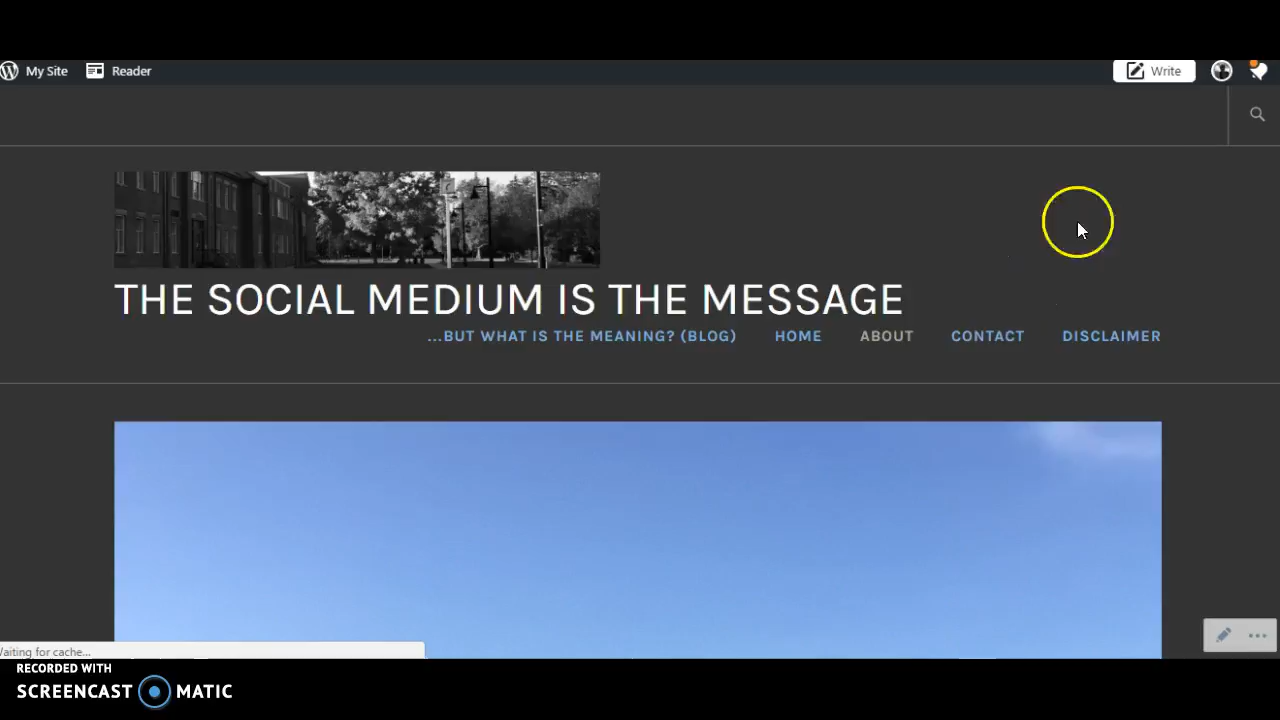 My Site Reader Write
THE SOCIAL MEDIUM IS THE MESSAGE
...BUT WHAT IS THE MEANING? (BLOG) HOME ABOUT CONTACT DISCLAIMER
Waiting for cache...
RECORDED WITH
SCREENCAST MATIC